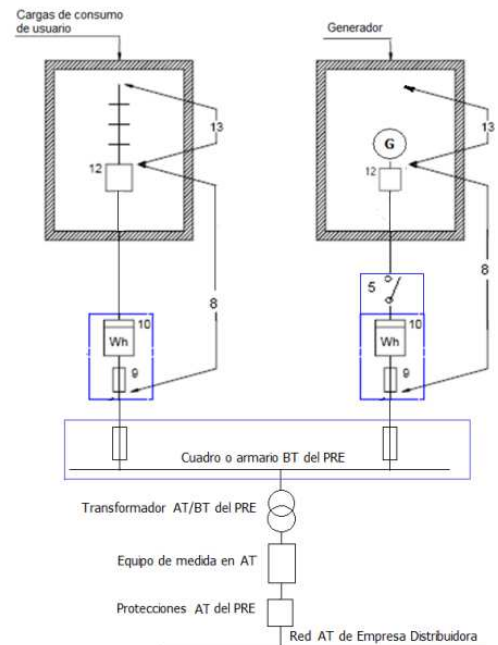 Cargas de consumo
de usuario
Generador
13
13
12
G
12
8
8
5
10
10
Wh
Wh
9
9
Cuadro o armario BT del PRE
Transformador AT/BT del PRE
Equipo de medida en AT
Protecciones AT del PRE
Red AT de Empresa Distribuidora